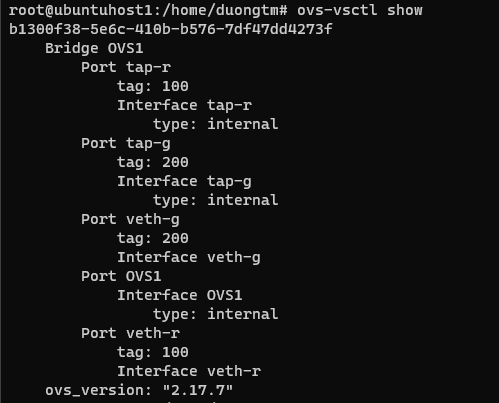 root@ubuntuhost1:/home/duongtm# ovs-vsctl show
b1300f38-5e6c-410b-b576-7df47dd4273f
    Bridge OVS1
        Port tap-r
            tag: 100
            Interface tap-r
                type: internal
        Port tap-g
            tag: 200
            Interface tap-g
                type: internal
        Port veth-g
            tag: 200
            Interface veth-g
        Port OVS1
            Interface OVS1
                type: internal
        Port veth-r
            tag: 100
            Interface veth-r
    ovs_version: "2.17.7"